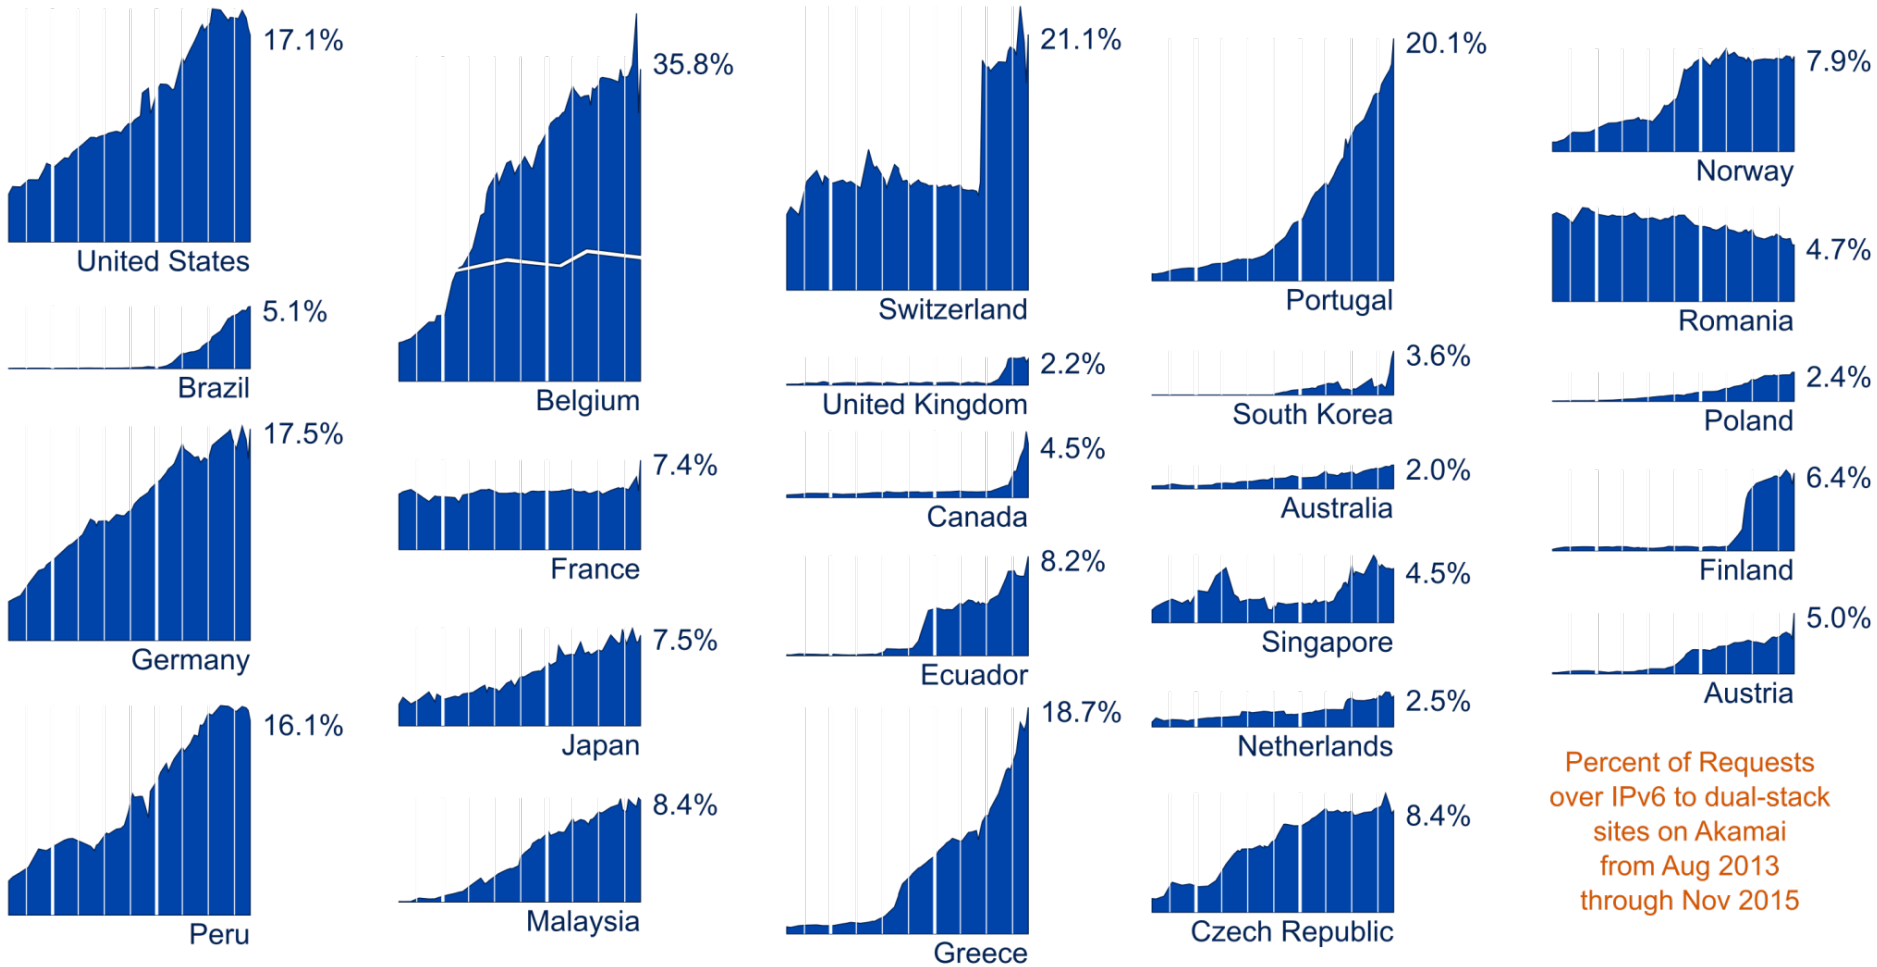 17.1%
United States
5.1%
Brazil
17.5%
Germany
16.1%
Peru
35.8%
Belgium
7.4%
France
7.5%
Japan
8.4%
Malaysia
21.1%
Switzerland
2.2%
United Kingdom
4.5%
Canada
8.2%
Ecuador
18.7%
Greece
20.1%
Portugal
3.6%
South Korea
2.0%
Australia
4.5%
Singapore
2.5%
Netherlands
8.4%
Czech Republic
7.9%
Norway
4.7%
Romania
2.4%
Poland
6.4%
Finland
5.0%
Austria
Percent of Requests
over IPv6 to dual-stack
sites on Akamai
from Aug 2013
through Nov 2015